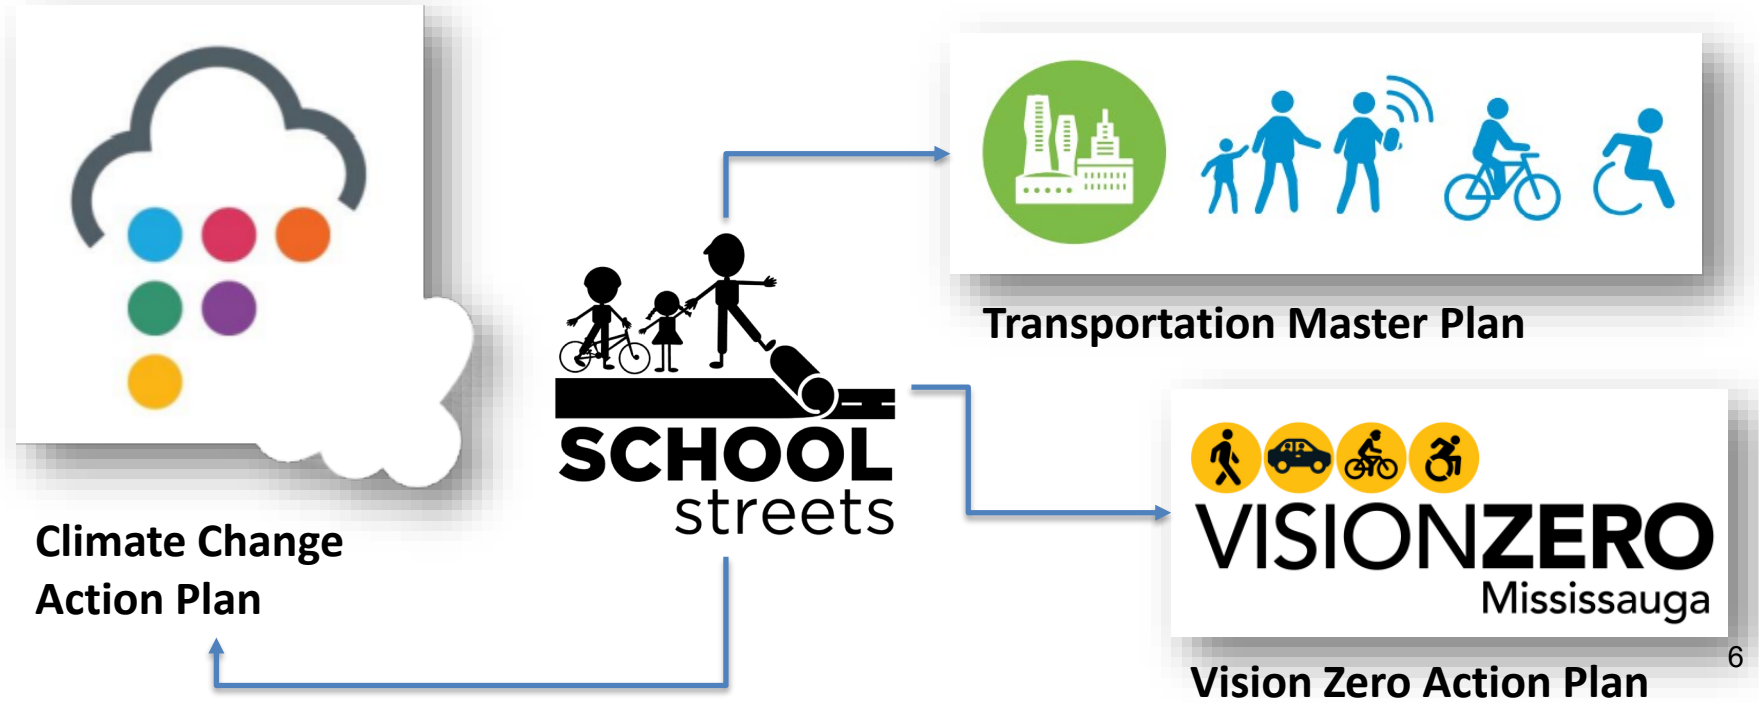 Transportation Master Plan
SCHOOL
streets
Climate Change
Action Plan
VISIONZERO
Mississauga
Vision Zero Action Plan
6